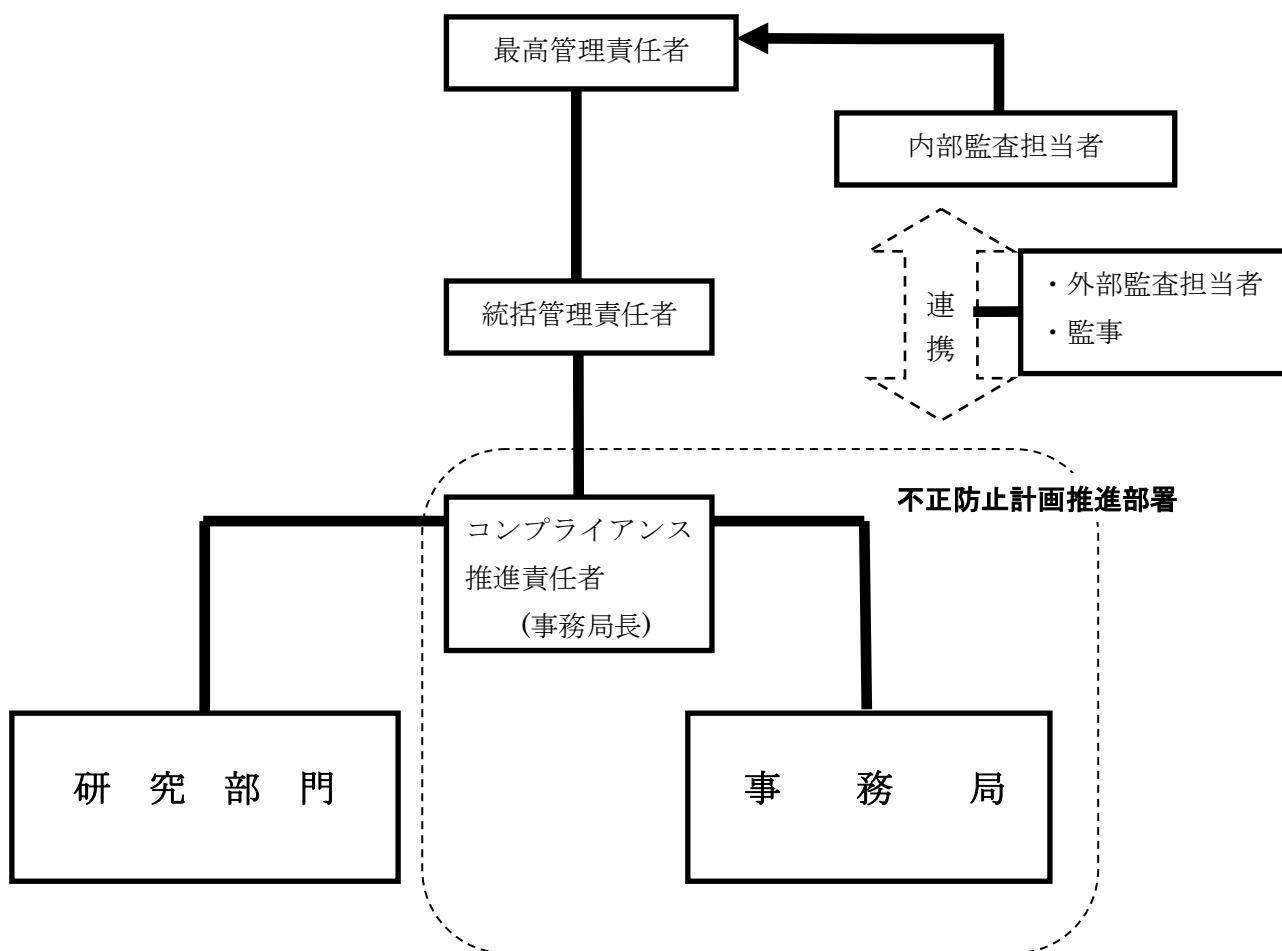 最高管理責任者
内部監査担当者
・外部監査担当者
・監事
連
携
統括管理責任者
不正防止計画推進部署
コンプライアンス
推進責任者
(事務局長)
研 究 部 門
事 務 局